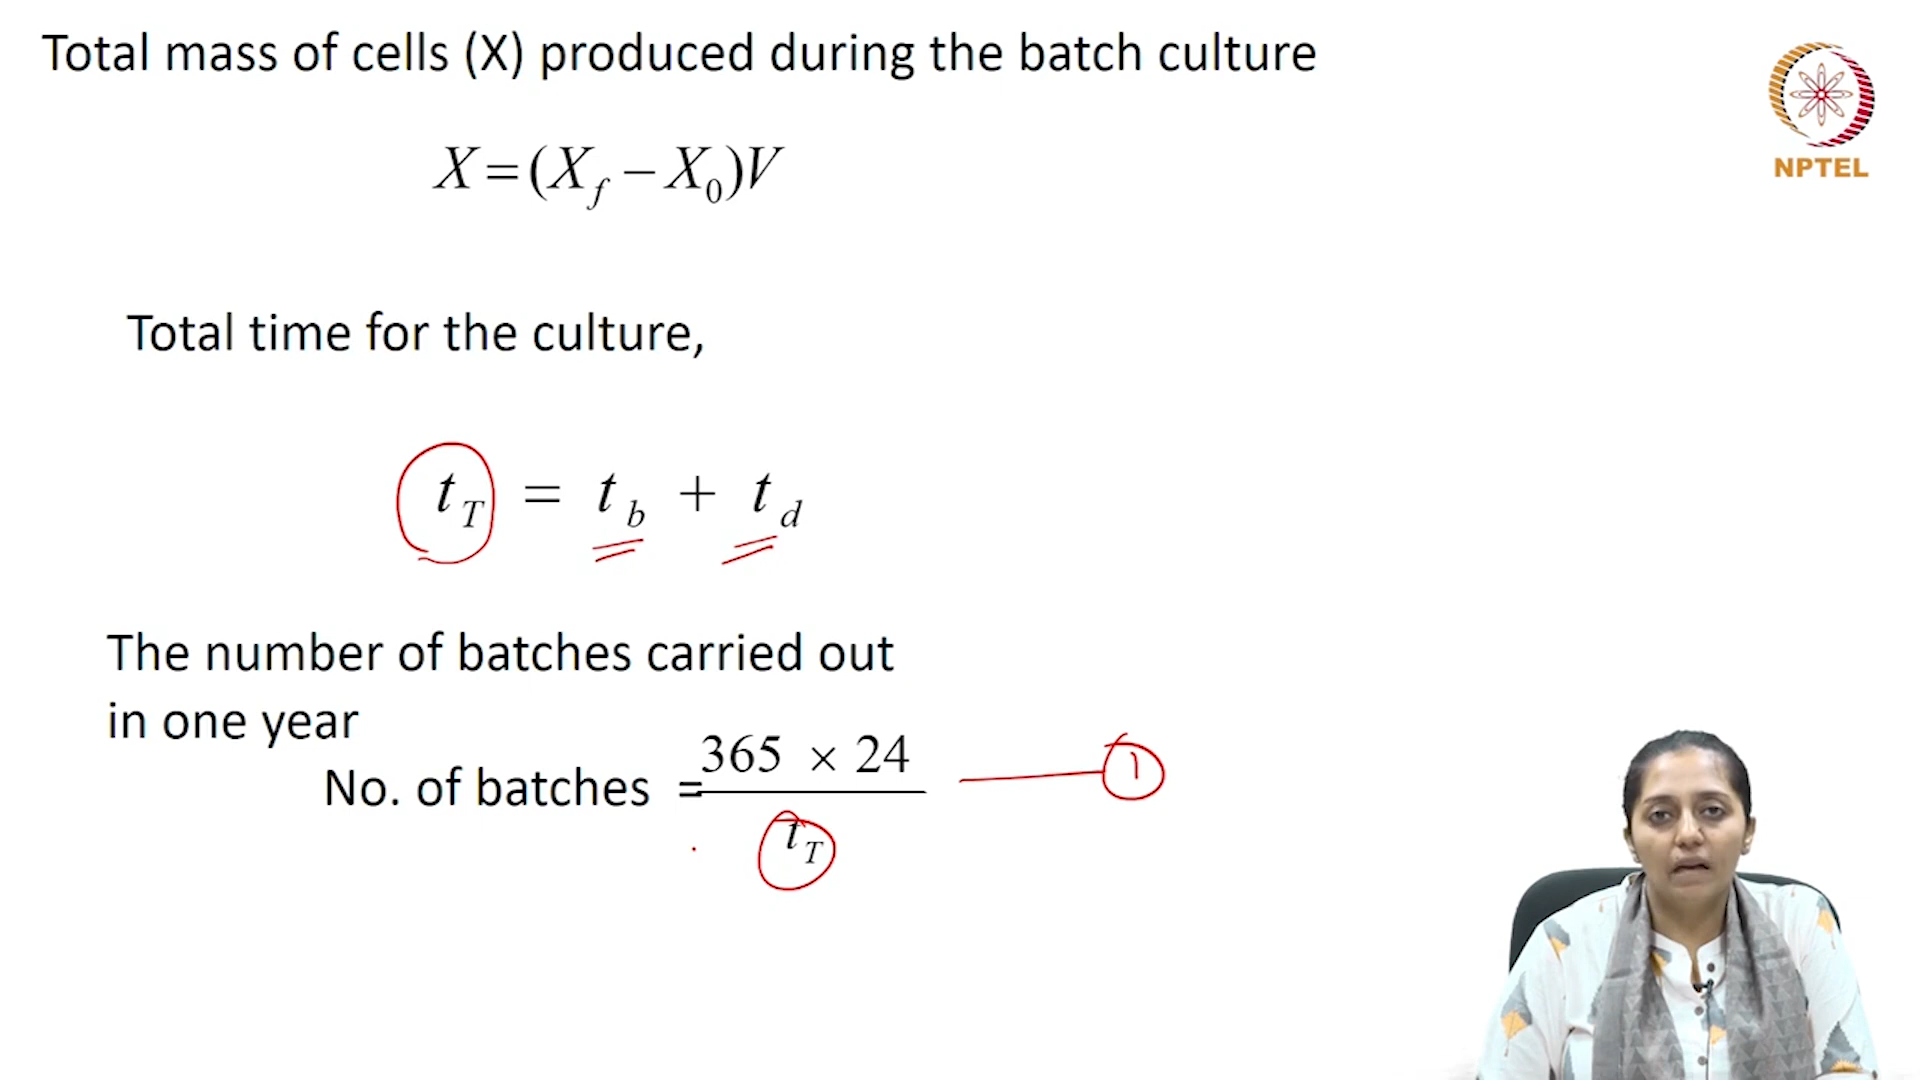 Total mass of cells (X) produced during the batch culture
NPTEL
X=(X_f − X_0)V
Total time for the culture,
t_T = t_b + t_d
The number of batches carried out
in one year
No. of batches = 365 × 24
t_T
1